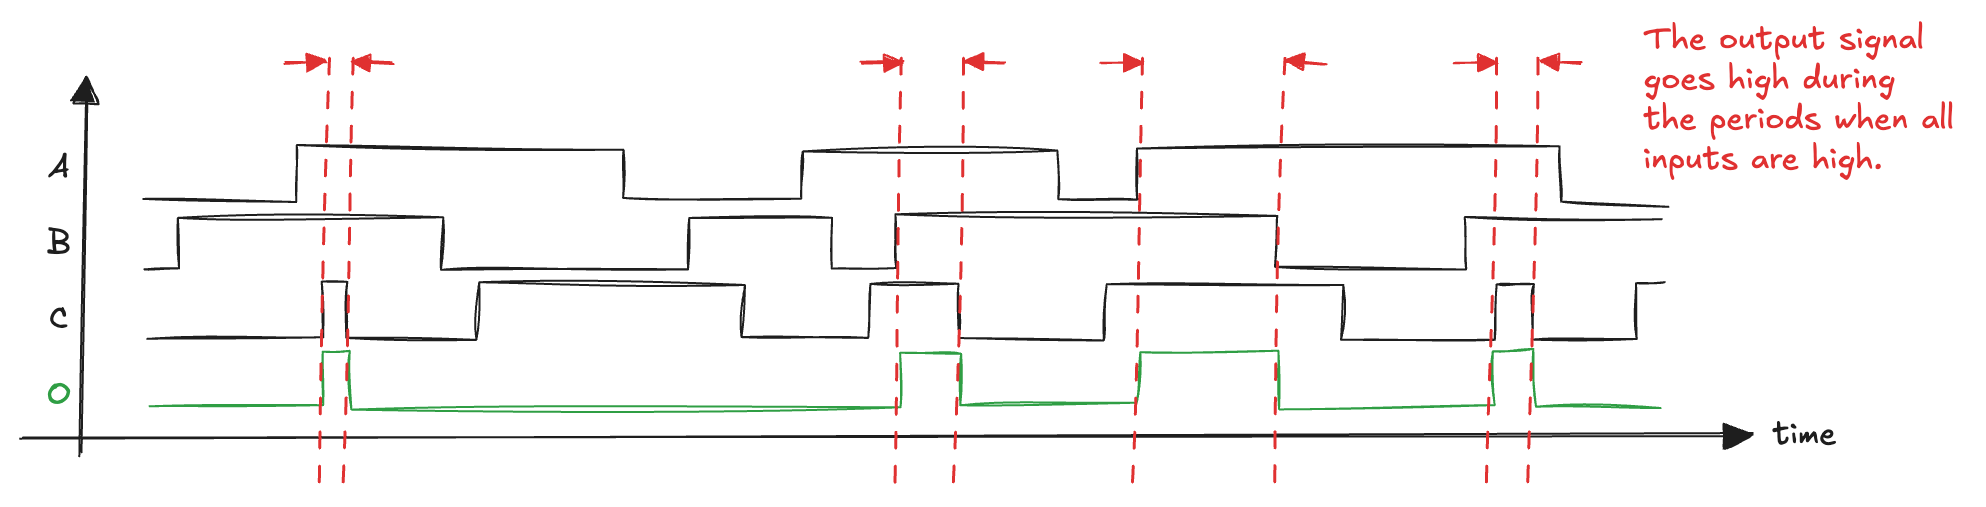 The output signal
goes high during
the periods when all
inputs are high.
A
B
C
O
time